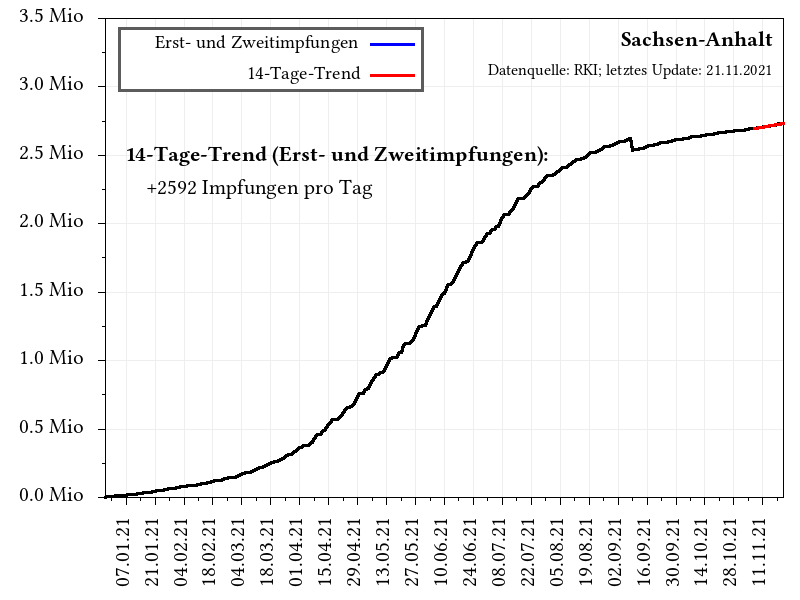 3.5 Mio
3.0 Mio
2.5 Mio
2.0 Mio
1.5 Mio
1.0 Mio
0.5 Mio
0.0 Mio
Erst- und Zweitimpfungen
14-Tage-Trend
Sachsen-Anhalt
Datenquelle: RKI; letztes Update: 21.11.2021
14-Tage-Trend (Erst- und Zweitimpfungen):
+2592 Impfungen pro Tag
07.01.21
21.01.21
04.02.21
18.02.21
04.03.21
18.03.21
01.04.21
15.04.21
29.04.21
13.05.21
27.05.21
10.06.21
24.06.21
08.07.21
22.07.21
05.08.21
19.08.21
02.09.21
16.09.21
30.09.21
14.10.21
28.10.21
11.11.21